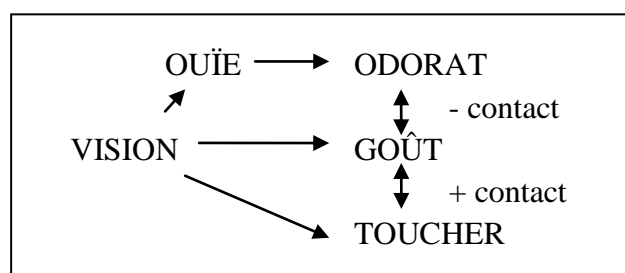 OUÏE ODORAT
- contact
VISION GOÛT
+ contact
TOUCHER